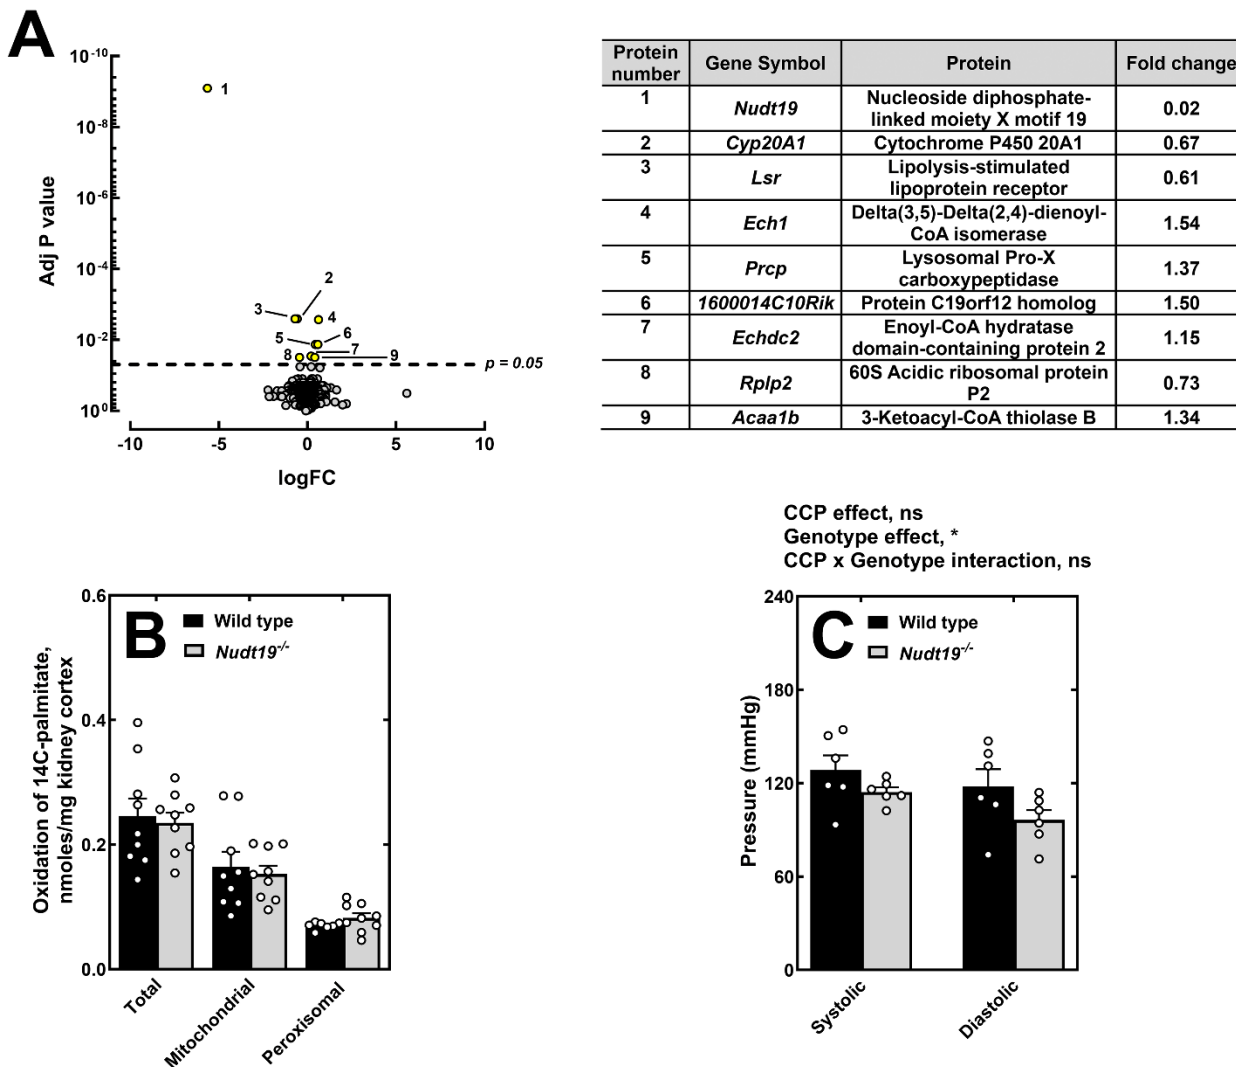 A
10⁻¹⁰
10⁻⁸
10⁻⁶
10⁻⁴
10⁻²
10⁰
Adj P value
1
2
3
4
5
6
7
8
9
p = 0.05
-10
-5
0
5
10
logFC
Protein number Gene Symbol Protein Fold change
1 Nudt19 Nucleoside diphosphate-
linked moiety X motif 19 0.02
2 Cyp20A1 Cytochrome P450 20A1 0.67
3 Lsr Lipolysis-stimulated
lipoprotein receptor 0.61
4 Ech1 Delta(3,5)-Delta(2,4)-dienoyl-
CoA isomerase 1.54
5 Prcp Lysosomal Pro-X
carboxypeptidase 1.37
6 1600014C10Rik Protein C19orf12 homolog 1.50
7 Echdc2 Enoyl-CoA hydratase
domain-containing protein 2 1.15
8 Rplp2 60S Acidic ribosomal protein
P2 0.73
9 Acaa1b 3-Ketoacyl-CoA thiolase B 1.34
B
Wild type
Nudt19⁻/⁻
0.6
0.4
0.2
0.0
Oxidation of 14C-palmitate,
nmoles/mg kidney cortex
Total
Mitochondrial
Peroxisomal
CCP effect, ns
Genotype effect, *
CCP x Genotype interaction, ns
C
Wild type
Nudt19⁻/⁻
240
180
120
60
0
Pressure (mmHg)
Systolic
Diastolic